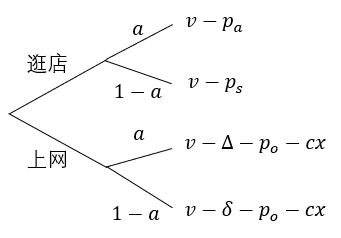 a
v − p_a
逛店
1 − a
v − p_s
a
v − Δ − p_o − cx
上网
1 − a
v − δ − p_o − cx